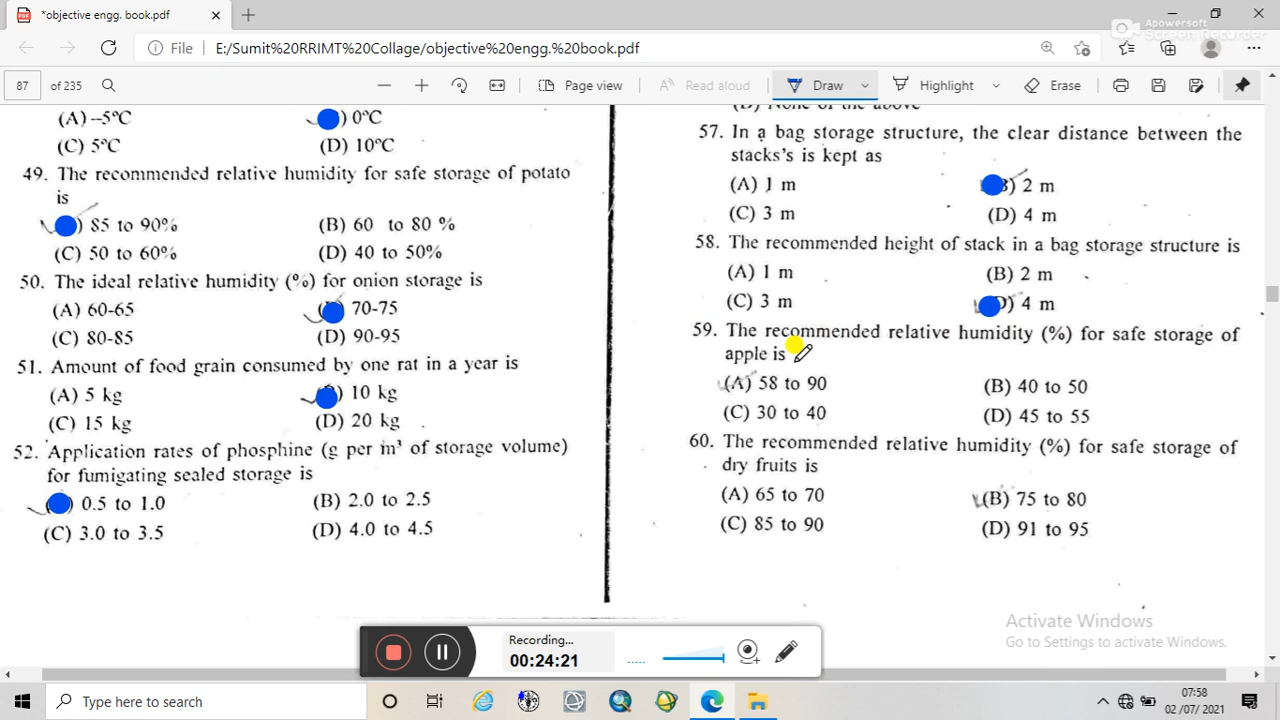 *objective engg. book.pdf
Apowersoft
Screen Recorder
File E:/Sumit%20RRIMT%20Collage/objective%20engg.%20book.pdf
87 of 235 Page view Read aloud Draw Highlight Erase
(A) –5ºC ) 0ºC
(C) 5ºC (D) 10ºC
49. The recommended relative humidity for safe storage of potato
is
) 85 to 90% (B) 60 to 80 %
(C) 50 to 60% (D) 40 to 50%
50. The ideal relative humidity (%) for onion storage is
(A) 60-65 ) 70-75
(C) 80-85 (D) 90-95
51. Amount of food grain consumed by one rat in a year is
(A) 5 kg ) 10 kg
(C) 15 kg (D) 20 kg
52. Application rates of phosphine (g per m³ of storage volume)
for fumigating sealed storage is
) 0.5 to 1.0 (B) 2.0 to 2.5
(C) 3.0 to 3.5 (D) 4.0 to 4.5
(D) None of the above
57. In a bag storage structure, the clear distance between the
stacks's is kept as
(A) 1 m B) 2 m
(C) 3 m (D) 4 m
58. The recommended height of stack in a bag storage structure is
(A) 1 m (B) 2 m
(C) 3 m D) 4 m
59. The recommended relative humidity (%) for safe storage of
apple is
(A) 58 to 90 (B) 40 to 50
(C) 30 to 40 (D) 45 to 55
60. The recommended relative humidity (%) for safe storage of
dry fruits is
(A) 65 to 70 (B) 75 to 80
(C) 85 to 90 (D) 91 to 95
Activate Windows
Go to Settings to activate Windows.
Recording...
00:24:21
Type here to search
07:58
02/07/2021